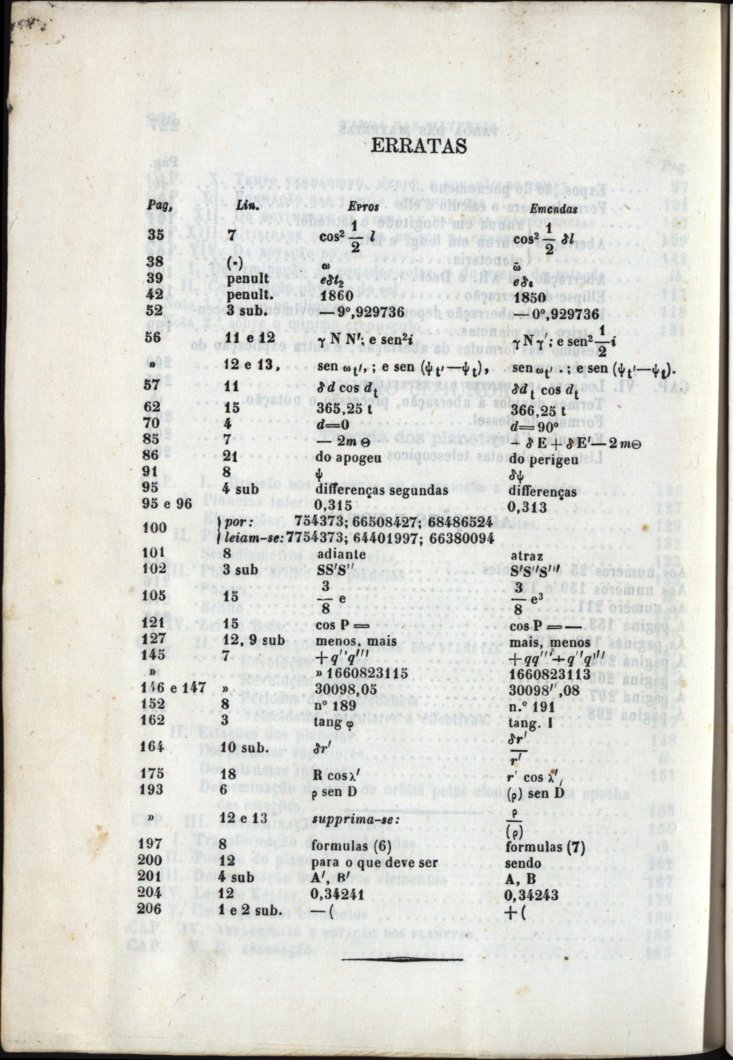 ERRATAS
Pag, Lin. Epros Emendas
35 7 cos² 1/2 l cos² 1/2 δl
38 (·) ω ω̄
39 penult eδt₂ eδₜ
42 penult. 1860 1850
52 3 sub. — 9°,929736 — 0°,929736
56 11 e 12 γ N N'; e sen²i γ N γ'; e sen² 1/2 i
» 12 e 13, sen ω t', ; e sen (ψ t'—ψ t), sen ω t' . ; e sen (ψ t'—ψ t).
57 11 δ d cos d t δd t cos d t
62 15 365,25 t 366,25 t
70 4 d=0 d=90°
85 7 — 2m Θ — δ E + δ E'— 2 mΘ
86 21 do apogeu do perigeu
91 8 ψ δψ
95 4 sub differenças segundas differenças
95 e 96 0,315 0,313
100 { por: 754373; 66508427; 68486524
leiam-se: 7754373; 64401997; 66380094
101 8 adiante atraz
102 3 sub SS'S'' S'S''S'''
105 15 3/8 e 3/8 e³
121 15 cos P = cos P = —
127 12, 9 sub menos, mais mais, menos
145 7 + q''q''' + qq'''+q''q'''
» » 1660823115 1660823113
146 e 147 » 30098,05 30098'',08
152 8 n° 189 n.° 191
162 3 tang φ tang. I
164 10 sub. δr' δr'/r'
175 18 R cos λ' r' cos λ'
193 6 ρ sen D (ρ) sen D
» 12 e 13 supprima-se: ρ/(ρ)
197 8 formulas (6) formulas (7)
200 12 para o que deve ser sendo
201 4 sub A', B' A, B
204 12 0,34241 0,34243
206 1 e 2 sub. — ( + (